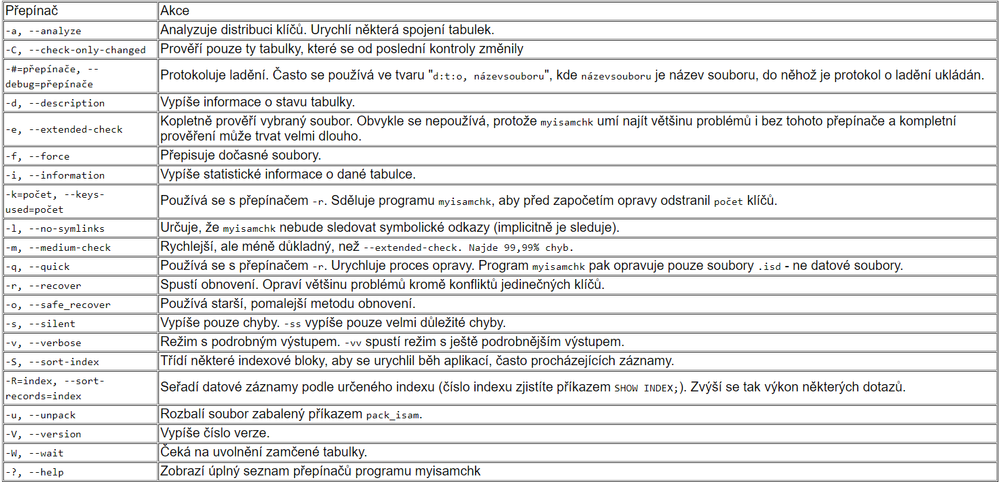 Přepínač Akce
-a, --analyze Analyzuje distribuci klíčů. Urychlí některá spojení tabulek.
-C, --check-only-changed Prověří pouze ty tabulky, které se od poslední kontroly změnily
-#=přepínače, --
debug=přepínače
Protokoluje ladění. Často se používá ve tvaru "d:t:o, názevsouboru", kde názevsouboru je název souboru, do něhož je protokol o ladění ukládán.
-d, --description Vypíše informace o stavu tabulky.
-e, --extended-check
Kopletně prověří vybraný soubor. Obvykle se nepoužívá, protože myisamchk umí najít většinu problémů i bez tohoto přepínače a kompletní
prověření může trvat velmi dlouho.
-f, --force Přepisuje dočasné soubory.
-i, --information Vypíše statistické informace o dané tabulce.
-k=počet, --keys-
used=počet
Používá se s přepínačem -r. Sděluje programu myisamchk, aby před započetím opravy odstranil počet klíčů.
-l, --no-symlinks Určuje, že myisamchk nebude sledovat symbolické odkazy (implicitně je sleduje).
-m, --medium-check Rychlejší, ale méně důkladný, než --extended-check. Najde 99,99% chyb.
-q, --quick Používá se s přepínačem -r. Urychluje proces opravy. Program myisamchk pak opravuje pouze soubory .isd - ne datové soubory.
-r, --recover Spustí obnovení. Opraví většinu problémů kromě konfliktů jedinečných klíčů.
-o, --safe_recover Používá starší, pomalejší metodu obnovení.
-s, --silent Vypíše pouze chyby. -ss vypíše pouze velmi důležité chyby.
-v, --verbose Režim s podrobným výstupem. -vv spustí režim s ještě podrobnějším výstupem.
-S, --sort-index Třídí některé indexové bloky, aby se urychlil běh aplikací, často procházejících záznamy.
-R=index, --sort-
records=index
Seřadí datové záznamy podle určeného indexu (číslo indexu zjistíte příkazem SHOW INDEX;). Zvýší se tak výkon některých dotazů.
-u, --unpack Rozbalí soubor zabalený příkazem pack_isam.
-V, --version Vypíše číslo verze.
-W, --wait Čeká na uvolnění zamčené tabulky.
-?, --help Zobrazí úplný seznam přepínačů programu myisamchk